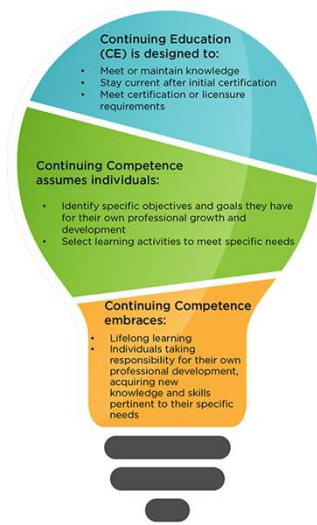 Continuing Education
(CE) is designed to:
• Meet or maintain knowledge
• Stay current after initial certification
• Meet certification or licensure
requirements
Continuing Competence
assumes individuals:
• Identify specific objectives and goals they have
for their own professional growth and
development
• Select learning activities to meet specific needs
Continuing Competence
embraces:
• Lifelong learning
• Individuals taking
responsibility for their own
professional development,
acquiring new
knowledge and skills
pertinent to their specific
needs